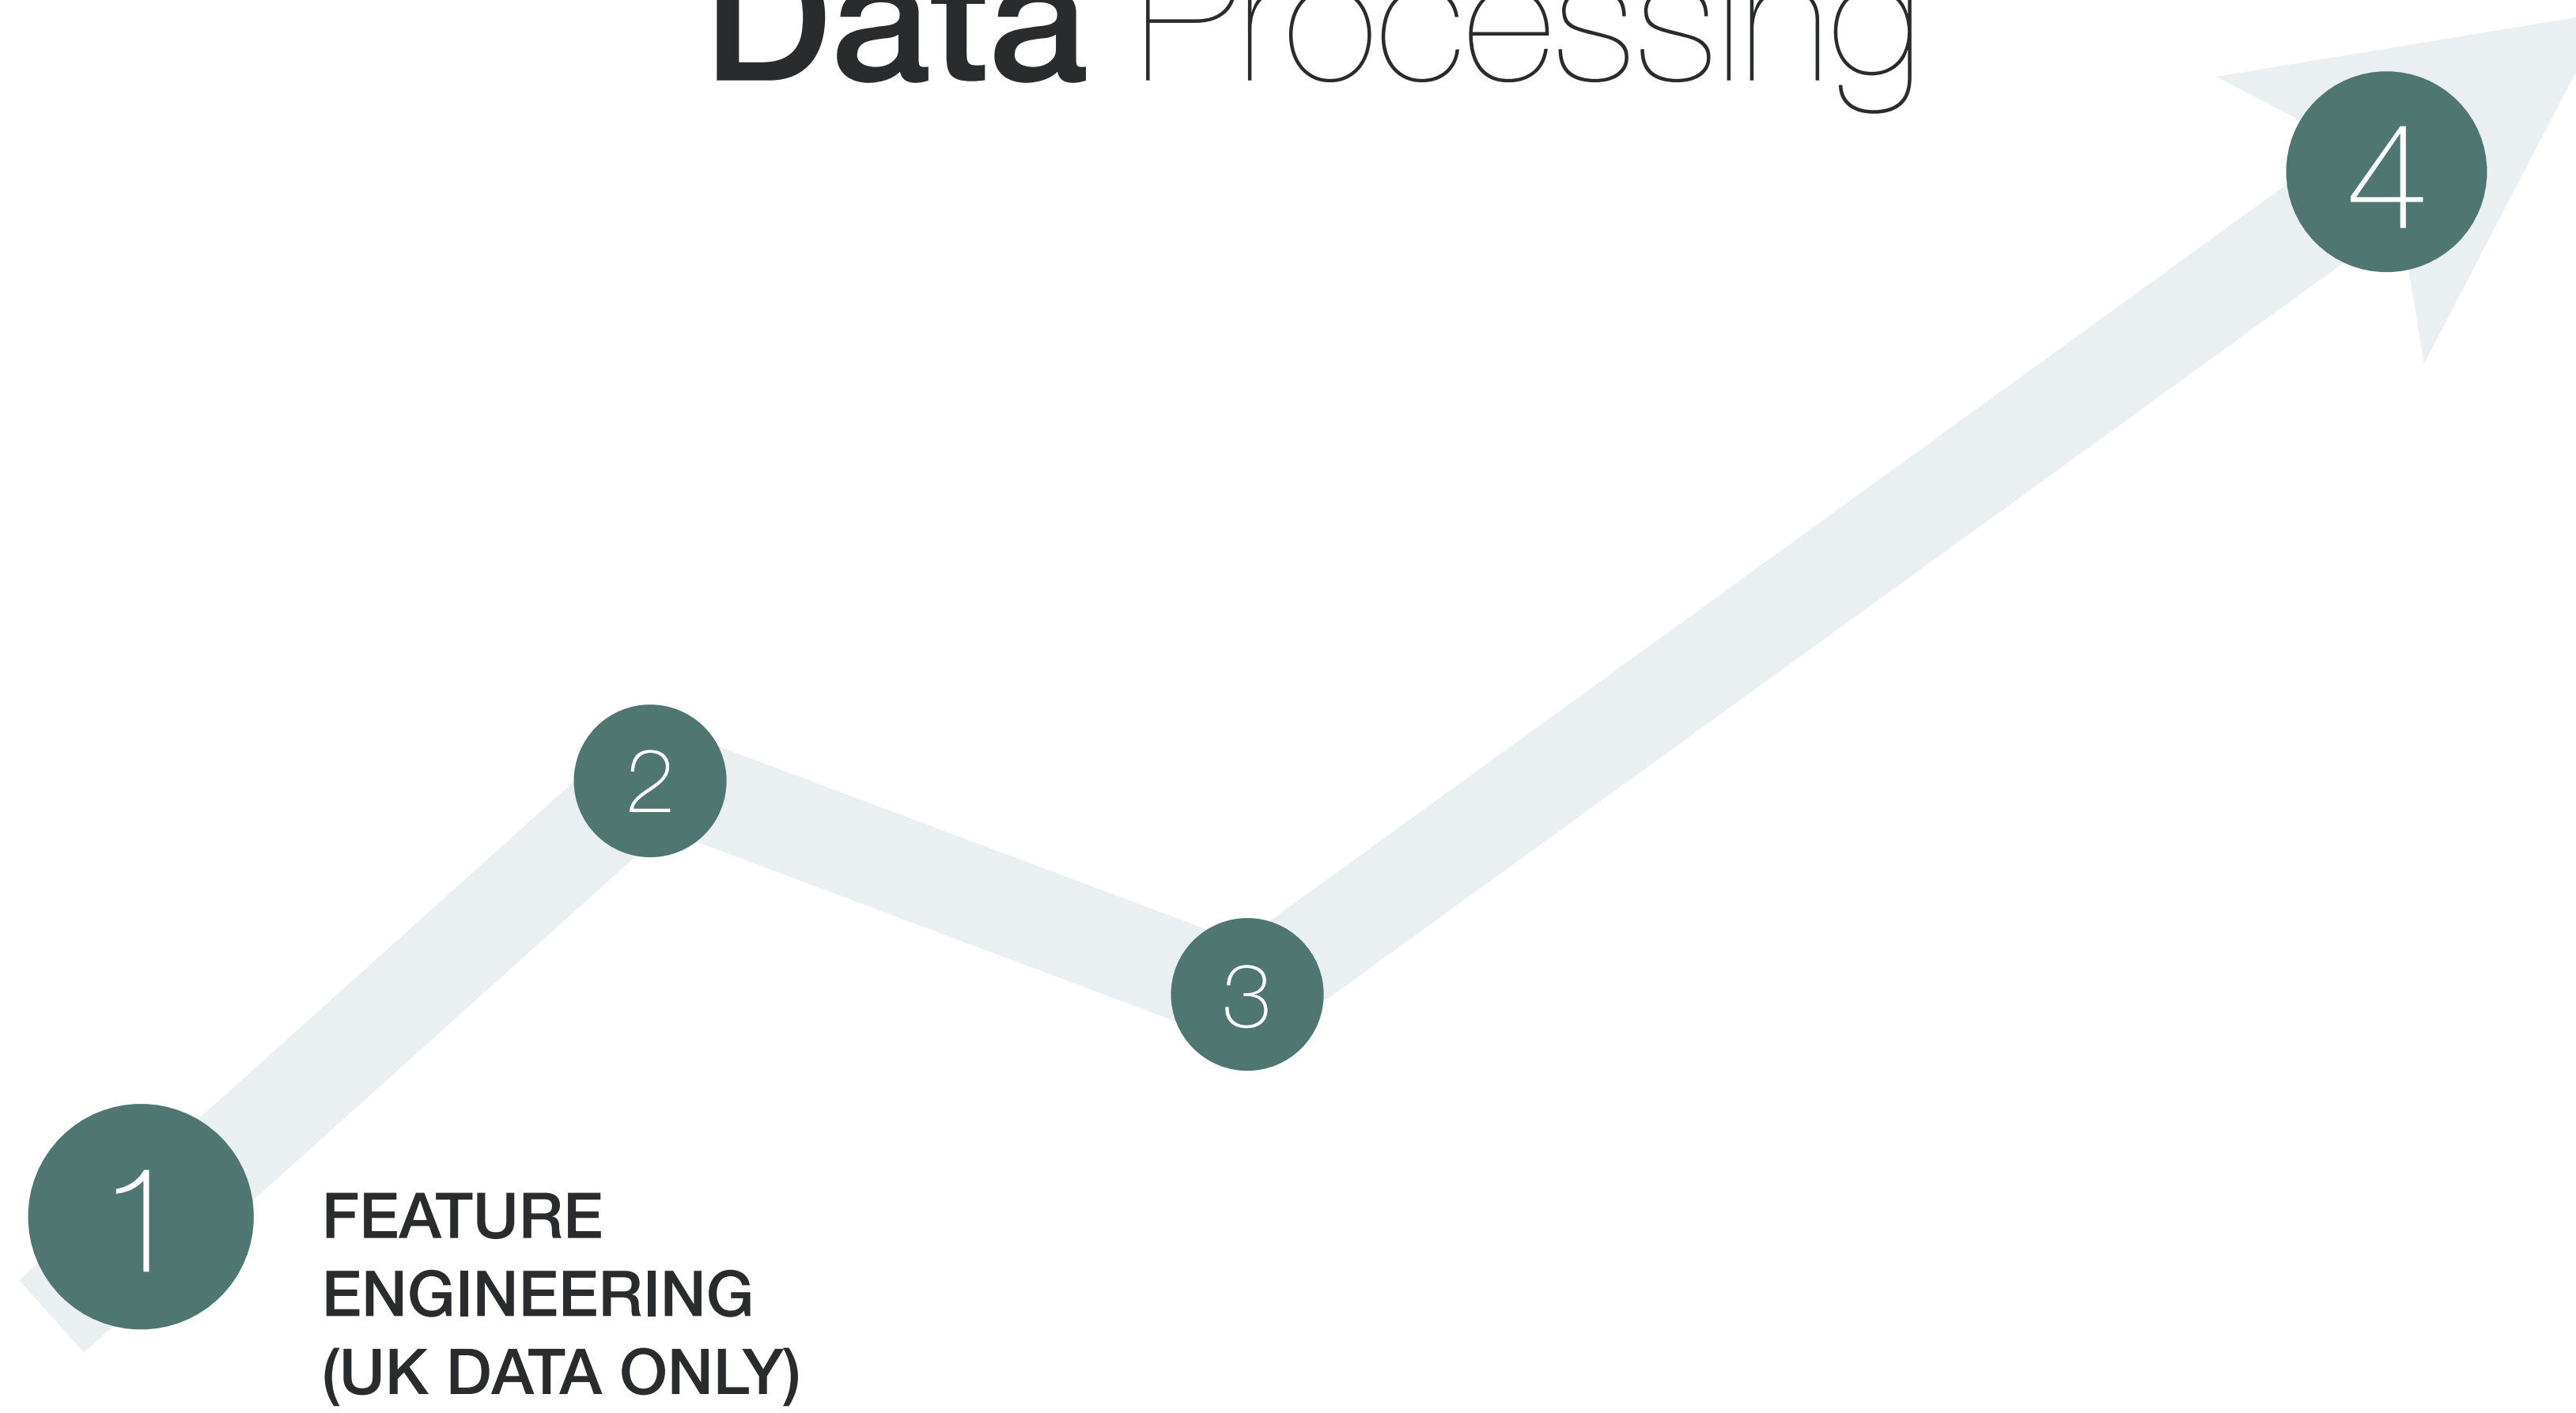 Data Processing
4
2
3
1
FEATURE
ENGINEERING
(UK DATA ONLY)